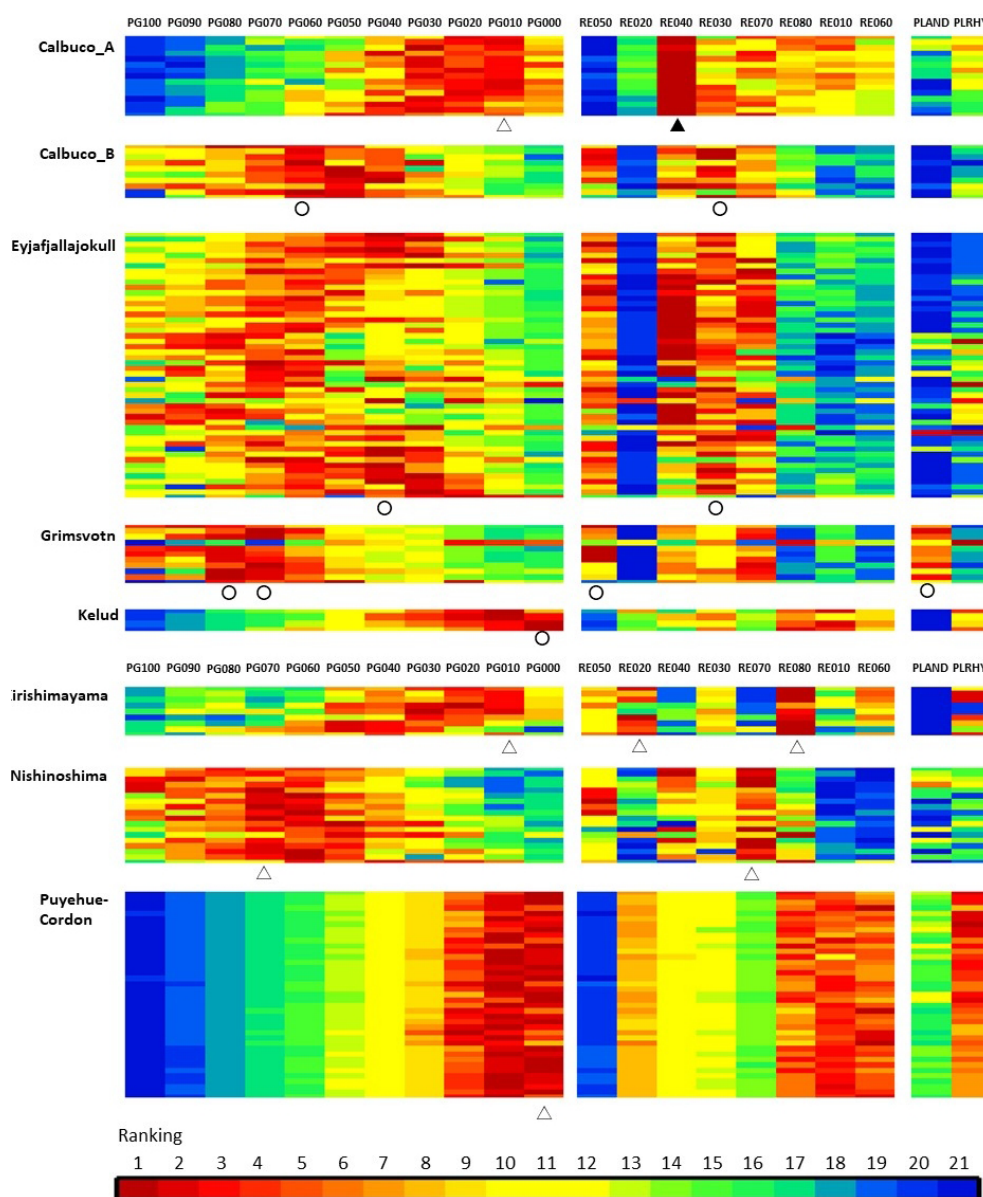 PG100 PG090 PG080 PG070 PG060 PG050 PG040 PG030 PG020 PG010 PG000 RE050 RE020 RE040 RE030 RE070 RE080 RE010 RE060 PLAND PLRHY
Calbuco_A
Calbuco_B
Eyjafjallajokull
Grimsvotn
Kelud
PG100 PG090 PG080 PG070 PG060 PG050 PG040 PG030 PG020 PG010 PG000 RE050 RE020 RE040 RE030 RE070 RE080 RE010 RE060 PLAND PLRHY
irishimayama
Nishinoshima
Puyehue-
Cordon
Ranking
1 2 3 4 5 6 7 8 9 10 11 12 13 14 15 16 17 18 19 20 21